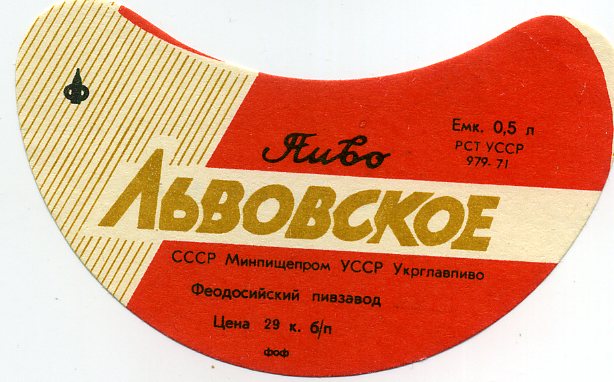 Пиво
ЛЬВОВСКОЕ
Емк. 0,5 л
РСТ УССР
979-71
СССР Минпищепром УССР Укрглавпиво
Феодосийский пивзавод
Цена 29 к. б/п
фоф